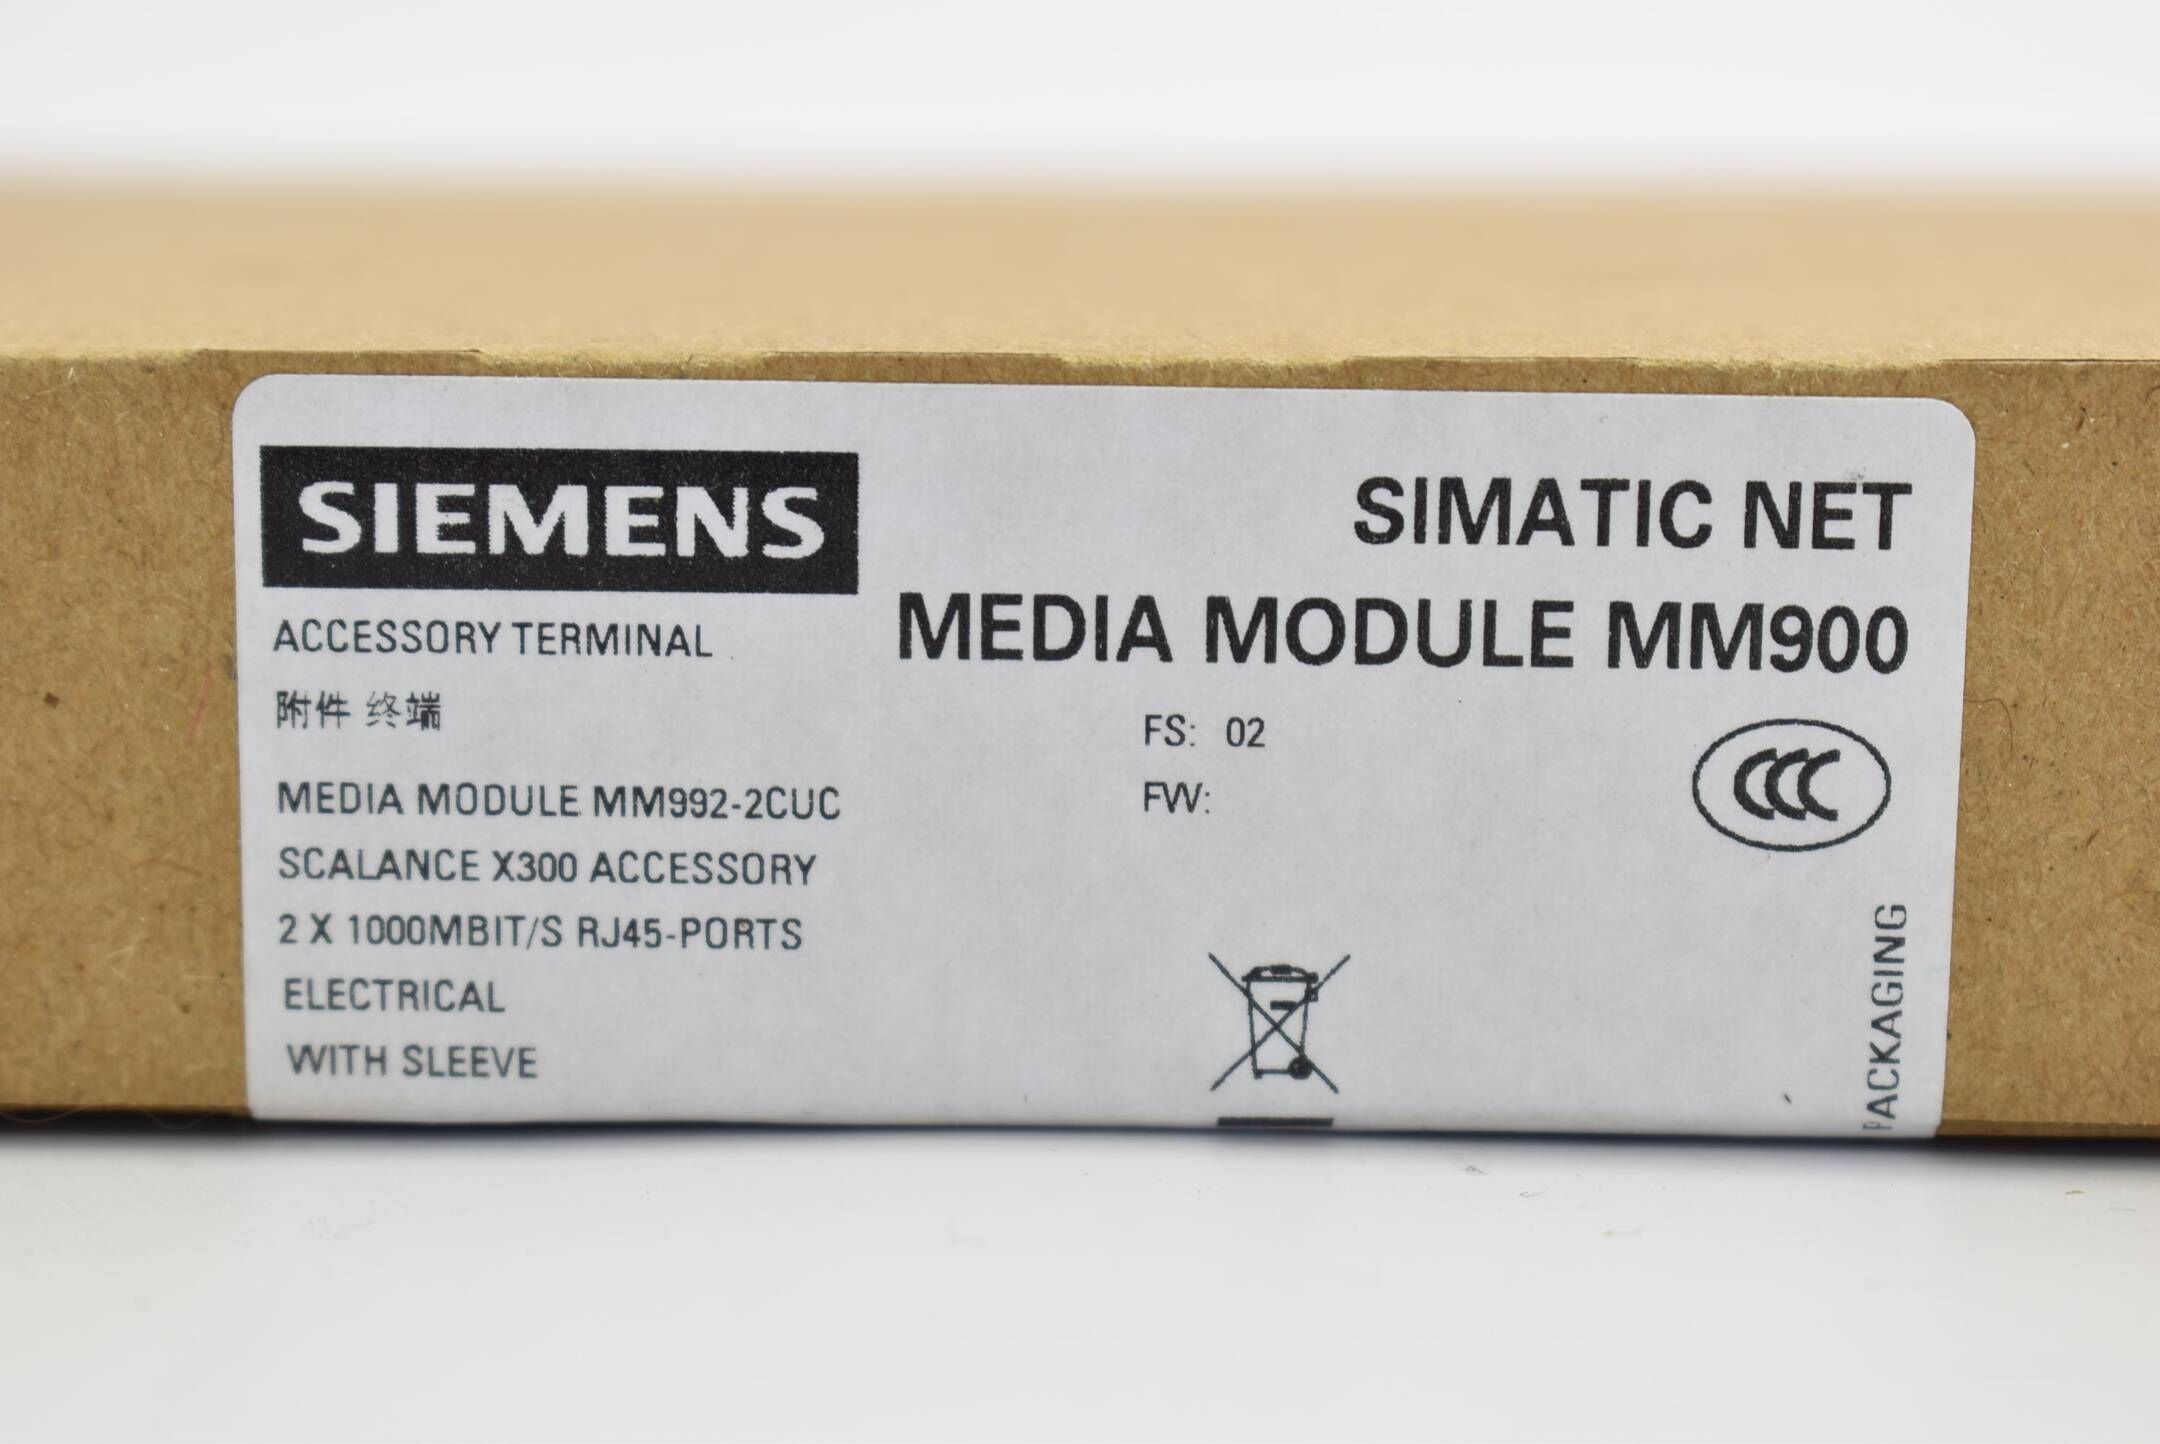 SIEMENS
SIMATIC NET
MEDIA MODULE MM900
ACCESSORY TERMINAL
附件 终端
FS: 02
FW:
MEDIA MODULE MM992-2CUC
SCALANCE X300 ACCESSORY
2 X 1000MBIT/S RJ45-PORTS
ELECTRICAL
WITH SLEEVE
CCC
PACKAGING